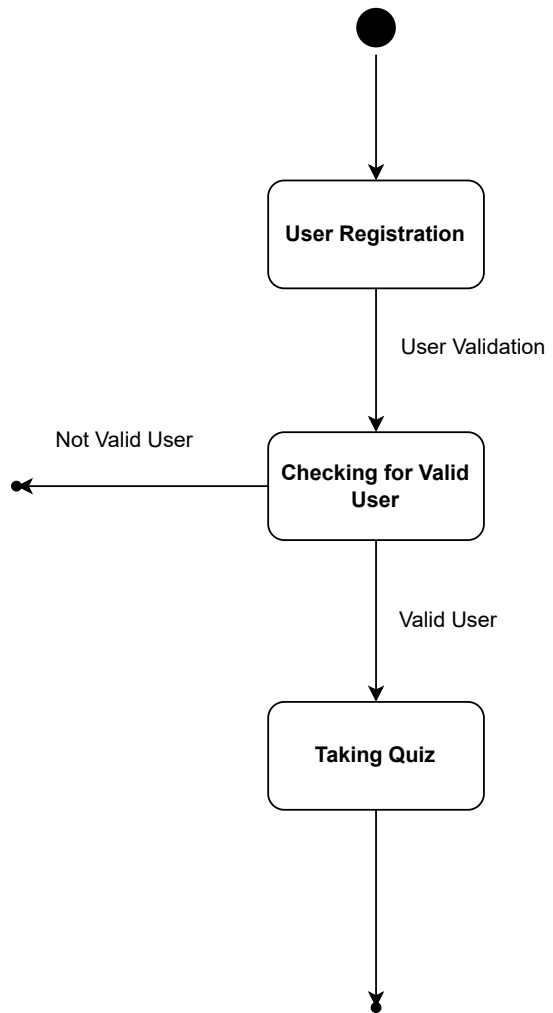 User Registration
User Validation
Not Valid User
Checking for Valid
User
Valid User
Taking Quiz